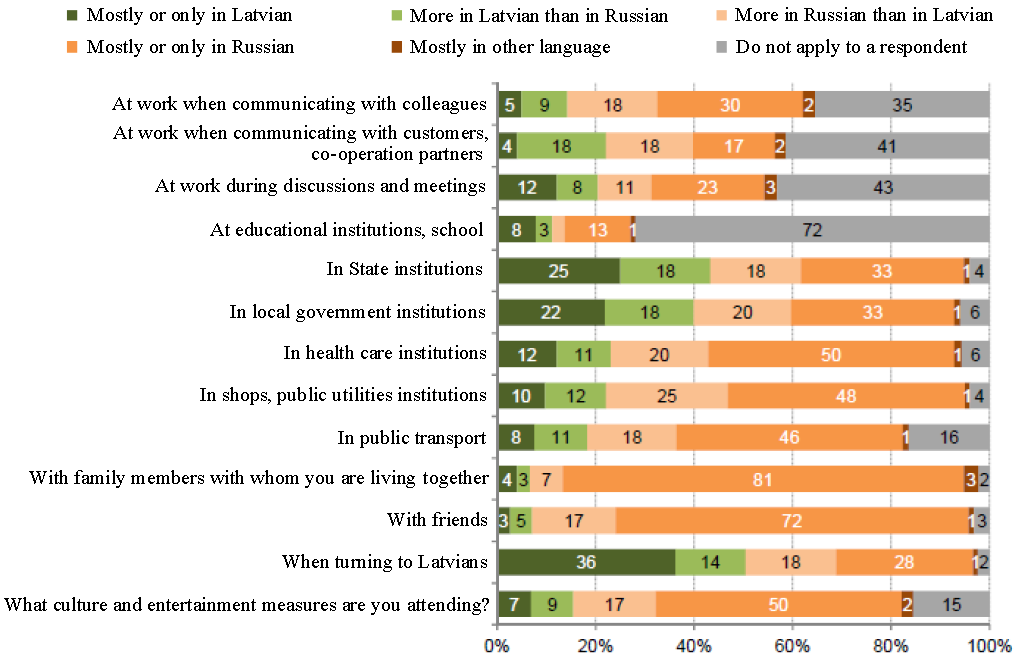 Mostly or only in Latvian
More in Latvian than in Russian
More in Russian than in Latvian
Mostly or only in Russian
Mostly in other language
Do not apply to a respondent
At work when communicating with colleagues 5 9 18 30 2 35
At work when communicating with customers,
co-operation partners 4 18 18 17 2 41
At work during discussions and meetings 12 8 11 23 3 43
At educational institutions, school 8 3 13 1 72
In State institutions 25 18 18 33 1 4
In local government institutions 22 18 20 33 1 6
In health care institutions 12 11 20 50 1 6
In shops, public utilities institutions 10 12 25 48 1 4
In public transport 8 11 18 46 1 16
With family members with whom you are living together 4 3 7 81 3 2
With friends 3 5 17 72 1 3
When turning to Latvians 36 14 18 28 1 2
What culture and entertainment measures are you attending? 7 9 17 50 2 15
0% 20% 40% 60% 80% 100%